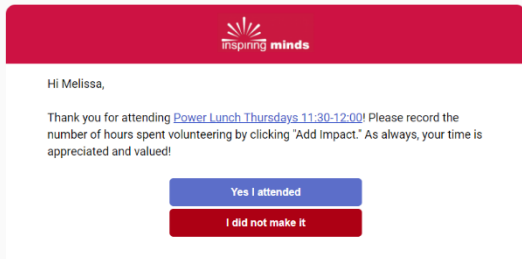 inspiring minds
Hi Melissa,
Thank you for attending Power Lunch Thursdays 11:30-12:00! Please record the
number of hours spent volunteering by clicking "Add Impact." As always, your time is
appreciated and valued!
Yes I attended
I did not make it